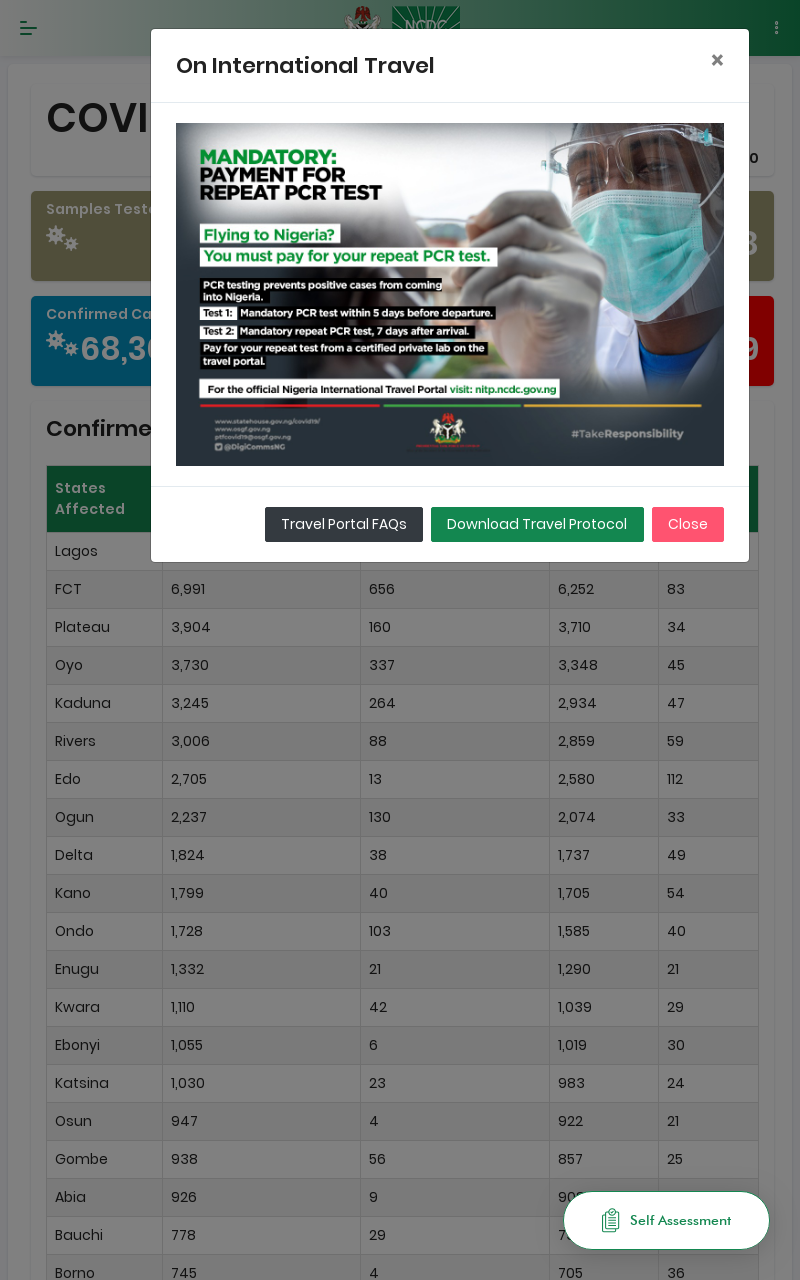 NCDC
On International Travel
×
COVI
0
MANDATORY:
PAYMENT FOR
REPEAT PCR TEST
Flying to Nigeria?
You must pay for your repeat PCR test.
PCR testing prevents positive cases from coming
into Nigeria.
Test 1: Mandatory PCR test within 5 days before departure.
Test 2: Mandatory repeat PCR test, 7 days after arrival.
Pay for your repeat test from a certified private lab on the
travel portal.
For the official Nigeria International Travel Portal visit: nitp.ncdc.gov.ng
www.statehouse.gov.ng/covid19/
www.osgf.gov.ng
ptfcovid19@osgf.gov.ng
@DigiCommsNG
#TakeResponsibility
Samples Teste
3
Confirmed Ca
68,30
9
Confirme
Travel Portal FAQs Download Travel Protocol Close
States
Affected
Lagos
FCT 6,991 656 6,252 83
Plateau 3,904 160 3,710 34
Oyo 3,730 337 3,348 45
Kaduna 3,245 264 2,934 47
Rivers 3,006 88 2,859 59
Edo 2,705 13 2,580 112
Ogun 2,237 130 2,074 33
Delta 1,824 38 1,737 49
Kano 1,799 40 1,705 54
Ondo 1,728 103 1,585 40
Enugu 1,332 21 1,290 21
Kwara 1,110 42 1,039 29
Ebonyi 1,055 6 1,019 30
Katsina 1,030 23 983 24
Osun 947 4 922 21
Gombe 938 56 857 25
Abia 926 9 90
Self Assessment
Bauchi 778 29 7
Borno 745 4 705 36